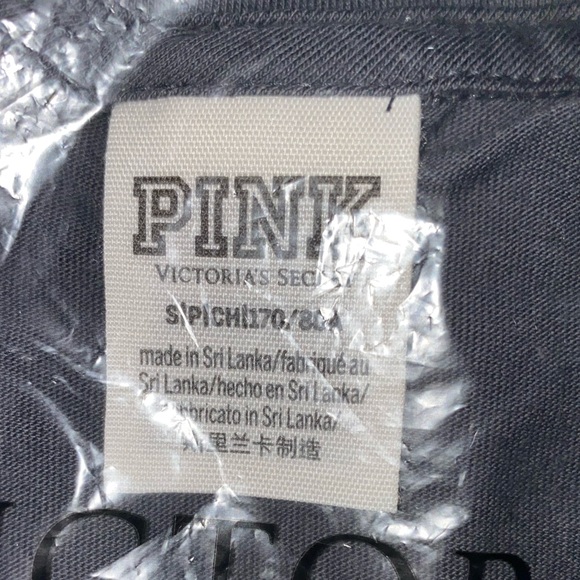 PINK
VICTORIA'S SECRET
S|P|CH|170/80A
made in Sri Lanka/fabriqué au
Sri Lanka/hecho en Sri Lanka/
fabbricato in Sri Lanka/
斯里兰卡制造
CTOR